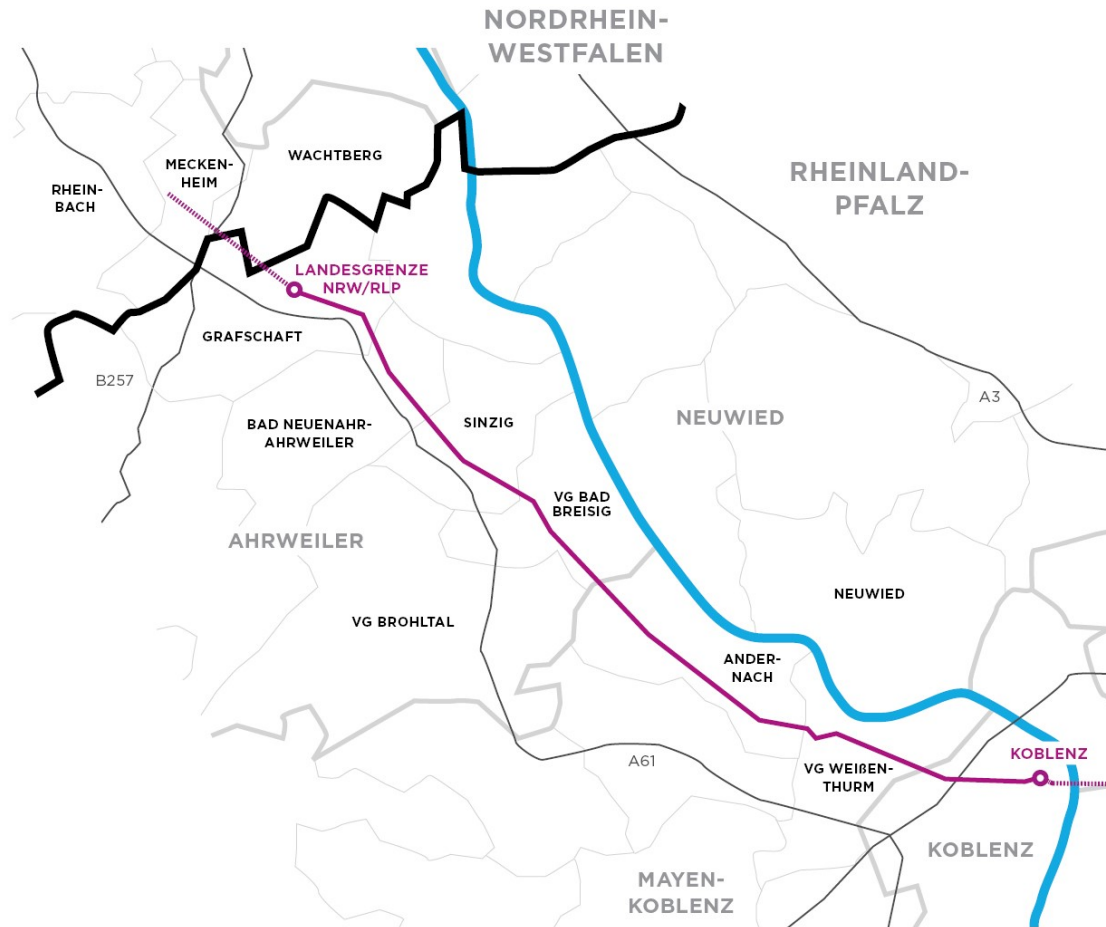 NORDRHEIN-
WESTFALEN
WACHTBERG
MECKEN-
HEIM
RHEIN-
BACH
RHEINLAND-
PFALZ
LANDESGRENZE
NRW/RLP
GRAFSCHAFT
B257
A3
BAD NEUENAHR-
AHRWEILER
SINZIG
NEUWIED
VG BAD
BREISIG
AHRWEILER
NEUWIED
VG BROHLTAL
ANDER-
NACH
A61
VG WEIßEN-
THURM
KOBLENZ
KOBLENZ
MAYEN-
KOBLENZ